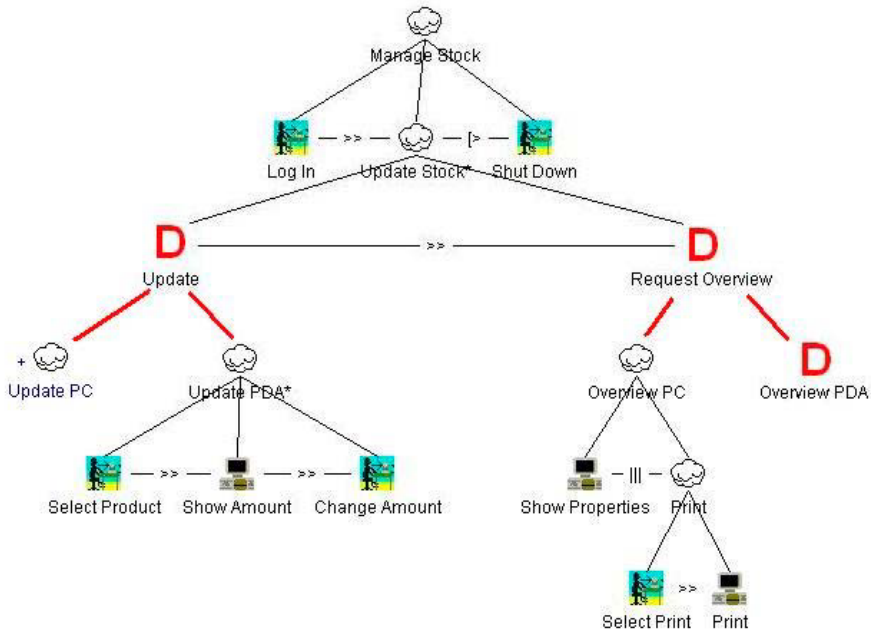 Manage Stock
>> [>
Log In Update Stock* Shut Down
D >> D
Update Request Overview
+ D
Update PC Update PDA* Overview PC Overview PDA
>> >> |||
Select Product Show Amount Change Amount Show Properties Print
>>
Select Print Print